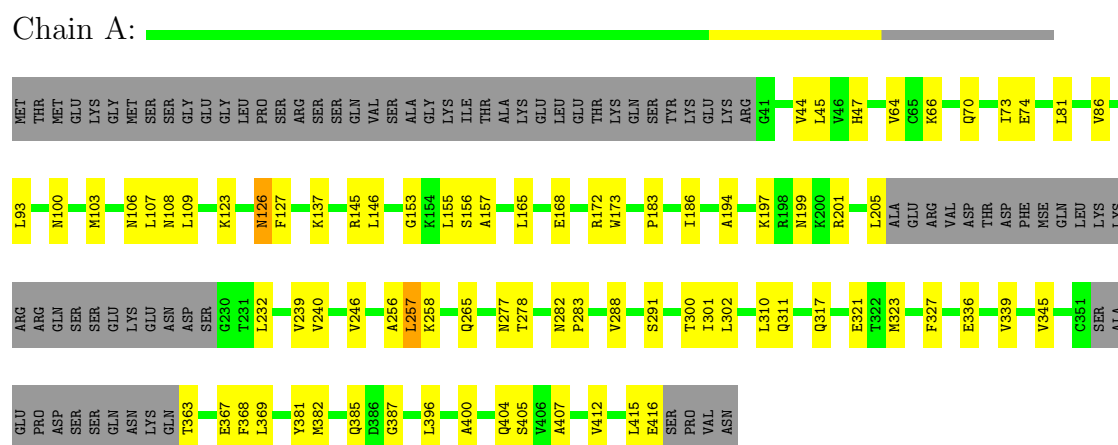 Chain A:
MET THR MET GLU LYS GLY MET SER SER GLY GLU GLY LEU PRO SER ARG SER SER GLN VAL SER ALA GLY LYS ILE THR ALA LYS GLU LEU GLU THR LYS GLN SER TYR LYS GLU LYS ARG G41 V44 L45 V46 H47 V64 C65 K66 Q70 I73 E74 L81 V86
L93 N100 M103 N106 L107 N108 L109 K123 N126 F127 K137 R145 L146 G153 K154 L155 S156 A157 L165 E168 R172 W173 P183 I186 A194 K197 R198 N199 K200 R201 L205 ALA GLU ARG VAL ASP THR ASP PHE MSE GLN LEU LYS LYS
ARG ARG GLN SER SER GLU LYS GLU ASN ASP SER G230 T231 L232 V239 V240 V246 A256 L257 K258 Q265 N277 T278 N282 P283 V288 S291 T300 I301 L302 L310 Q311 Q317 E321 T322 M323 F327 E336 V339 V345 C351 SER ALA
GLU PRO ASP SER SER GLN ASN LYS GLN T363 E367 F368 L369 Y381 M382 Q385 D386 G387 L396 A400 Q404 S405 V406 A407 V412 L415 E416 SER PRO VAL ASN